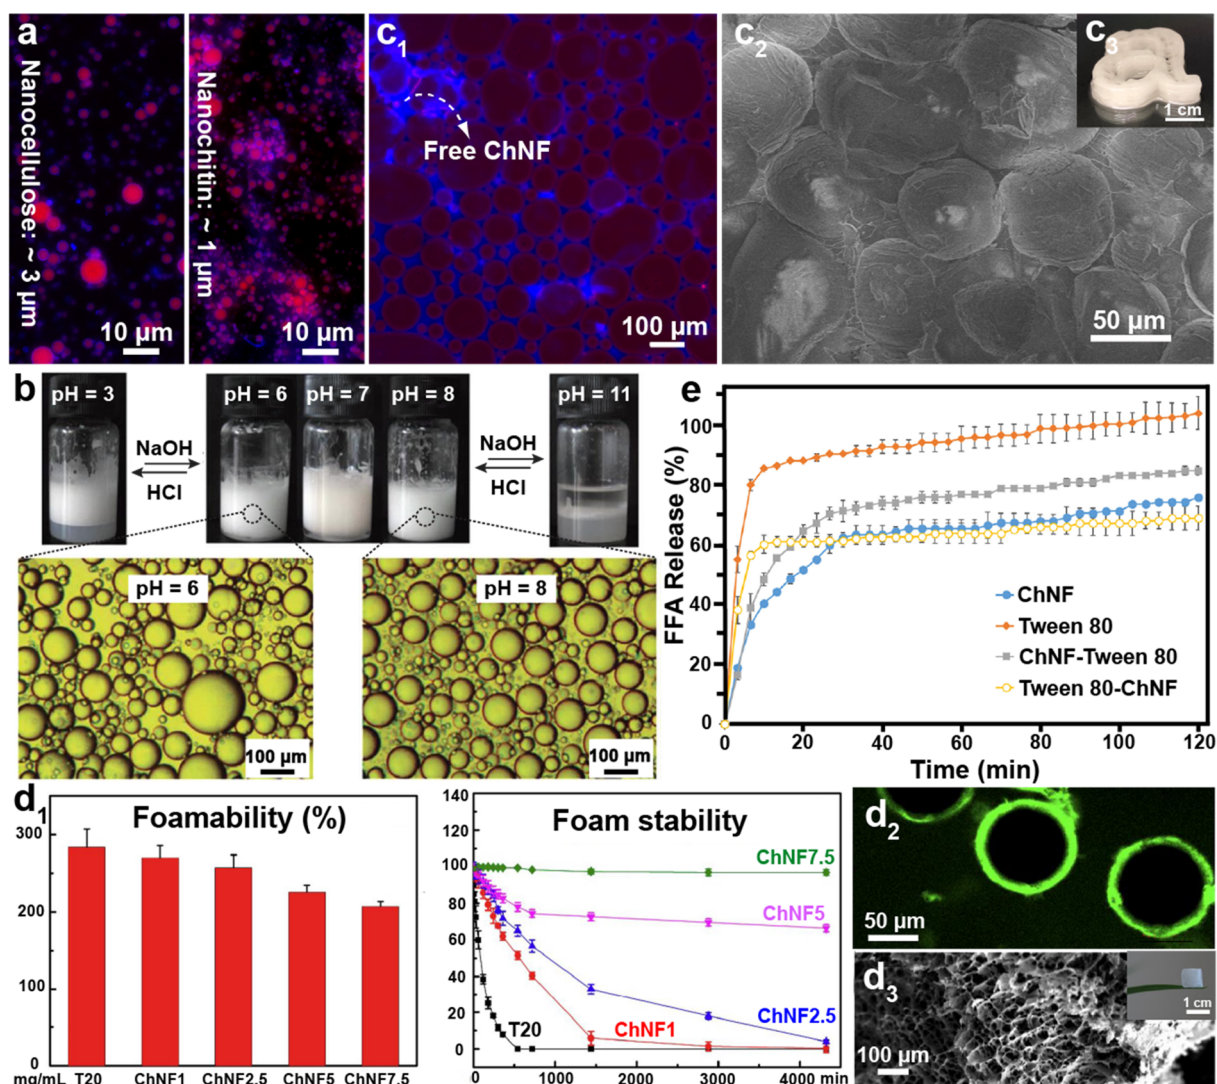 a
Nanocellulose: ~ 3 µm
10 µm
Nanochitin: ~ 1 µm
10 µm
c1
Free ChNF
100 µm
c2
50 µm
c3
1 cm
b
pH = 3
NaOH
HCl
pH = 6
pH = 7
pH = 8
NaOH
HCl
pH = 11
pH = 6
100 µm
pH = 8
100 µm
e
FFA Release (%)
100
80
60
40
20
0
0 20 40 60 80 100 120
Time (min)
ChNF
Tween 80
ChNF-Tween 80
Tween 80-ChNF
d1
Foamability (%)
300
200
100
0
mg/mL T20 ChNF1 ChNF2.5 ChNF5 ChNF7.5
Foam stability
140
120
100
80
60
40
20
0
0 1000 2000 3000 4000 min
ChNF7.5
ChNF5
ChNF2.5
ChNF1
T20
d2
50 µm
d3
100 µm
1 cm